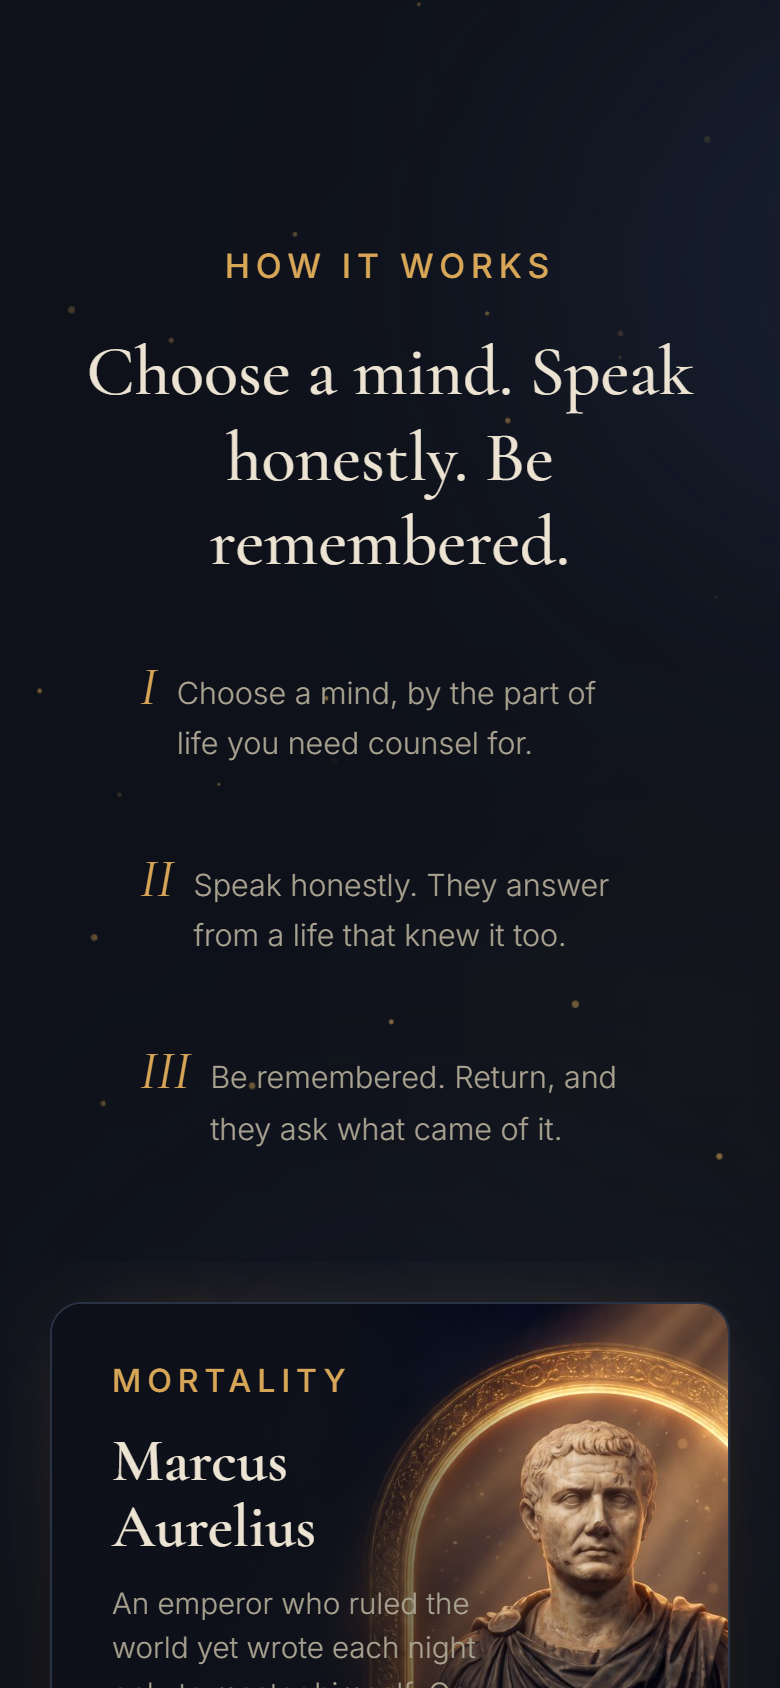 HOW IT WORKS
Choose a mind. Speak
honestly. Be
remembered.
I Choose a mind, by the part of
life you need counsel for.
II Speak honestly. They answer
from a life that knew it too.
III Be remembered. Return, and
they ask what came of it.
MORTALITY
Marcus
Aurelius
An emperor who ruled the
world yet wrote each night